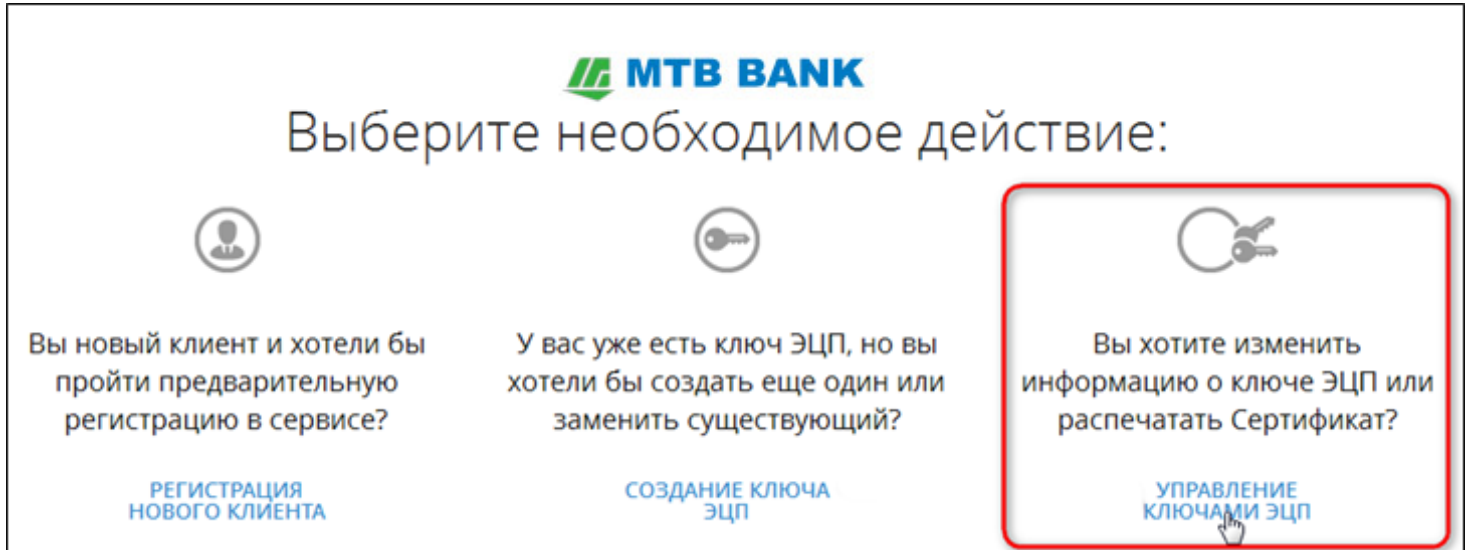 MTB BANK
Выберите необходимое действие:
Вы новый клиент и хотели бы
пройти предварительную
регистрацию в сервисе?
РЕГИСТРАЦИЯ
НОВОГО КЛИЕНТА
У вас уже есть ключ ЭЦП, но вы
хотели бы создать еще один или
заменить существующий?
СОЗДАНИЕ КЛЮЧА
ЭЦП
Вы хотите изменить
информацию о ключе ЭЦП или
распечатать Сертификат?
УПРАВЛЕНИЕ
КЛЮЧАМИ ЭЦП